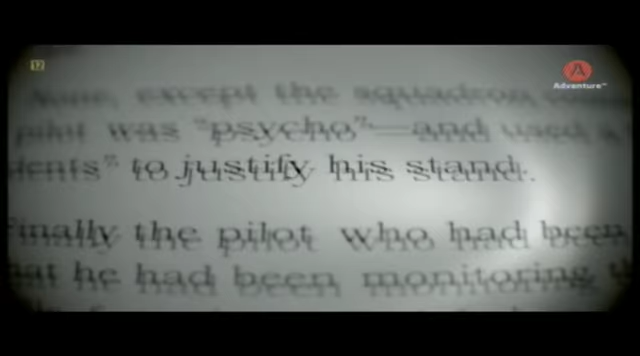 12
A
Adventure™
None, except the squadron
pilot was "psycho"—and used
dents" to justify his stand.
Finally the pilot who had been
at he had been monitoring